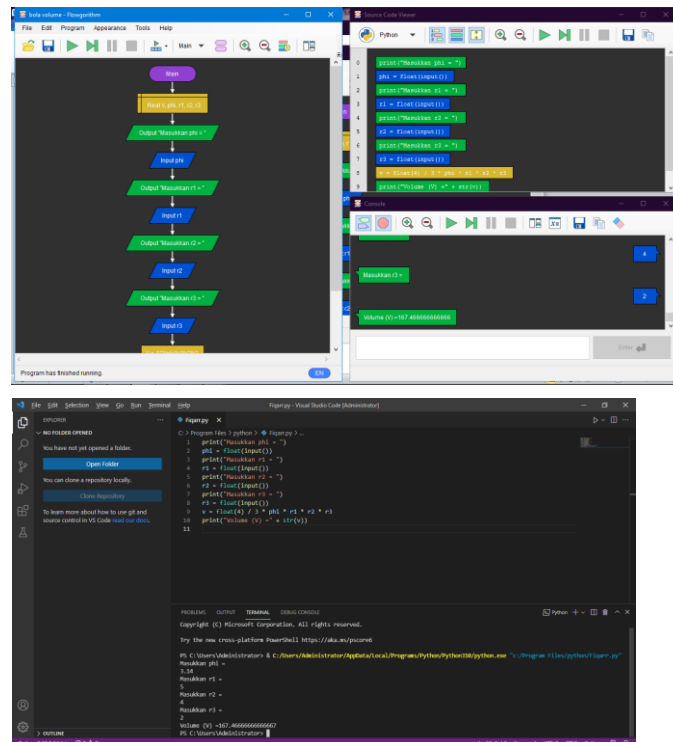 bola volume - Flowgorithm
File Edit Program Appearance Tools Help
Main
Main
Real V, phi, r1, r2, r3
Output "Masukkan phi = "
Input phi
Output "Masukkan r1 = "
Input r1
Output "Masukkan r2 = "
Input r2
Output "Masukkan r3 = "
Input r3
Program has finished running.
EN
Source Code Viewer
Python
0 print("Masukkan phi = ")
1 phi = float(input())
2 print("Masukkan r1 = ")
3 r1 = float(input())
4 print("Masukkan r2 = ")
5 r2 = float(input())
6 print("Masukkan r3 = ")
7 r3 = float(input())
8 v = float(4) / 3 * phi * r1 * r2 * r3
9 print("Volume (V) =" + str(v))
Console
4
Masukkan r3 =
2
Volume (V) =167.466666666666
Enter
File Edit Selection View Go Run Terminal Help
Fiqarr.py - Visual Studio Code [Administrator]
EXPLORER
NO FOLDER OPENED
You have not yet opened a folder.
Open Folder
You can clone a repository locally.
Clone Repository
To learn more about how to use git and
source control in VS Code read our docs.
OUTLINE
Fiqarr.py
C: > Program Files > python > Fiqarr.py > ...
1 print("Masukkan phi = ")
2 phi = float(input())
3 print("Masukkan r1 = ")
4 r1 = float(input())
5 print("Masukkan r2 = ")
6 r2 = float(input())
7 print("Masukkan r3 = ")
8 r3 = float(input())
9 v = float(4) / 3 * phi * r1 * r2 * r3
10 print("Volume (V) =" + str(v))
11
PROBLEMS OUTPUT TERMINAL DEBUG CONSOLE
Python
Copyright (C) Microsoft Corporation. All rights reserved.
Try the new cross-platform PowerShell https://aka.ms/pscore6
PS C:\Users\Administrator> & C:/Users/Administrator/AppData/Local/Programs/Python/Python310/python.exe "c:/Program Files/python/Fiqarr.py"
Masukkan phi =
3.14
Masukkan r1 =
5
Masukkan r2 =
4
Masukkan r3 =
2
Volume (V) =167.46666666666667
PS C:\Users\Administrator>